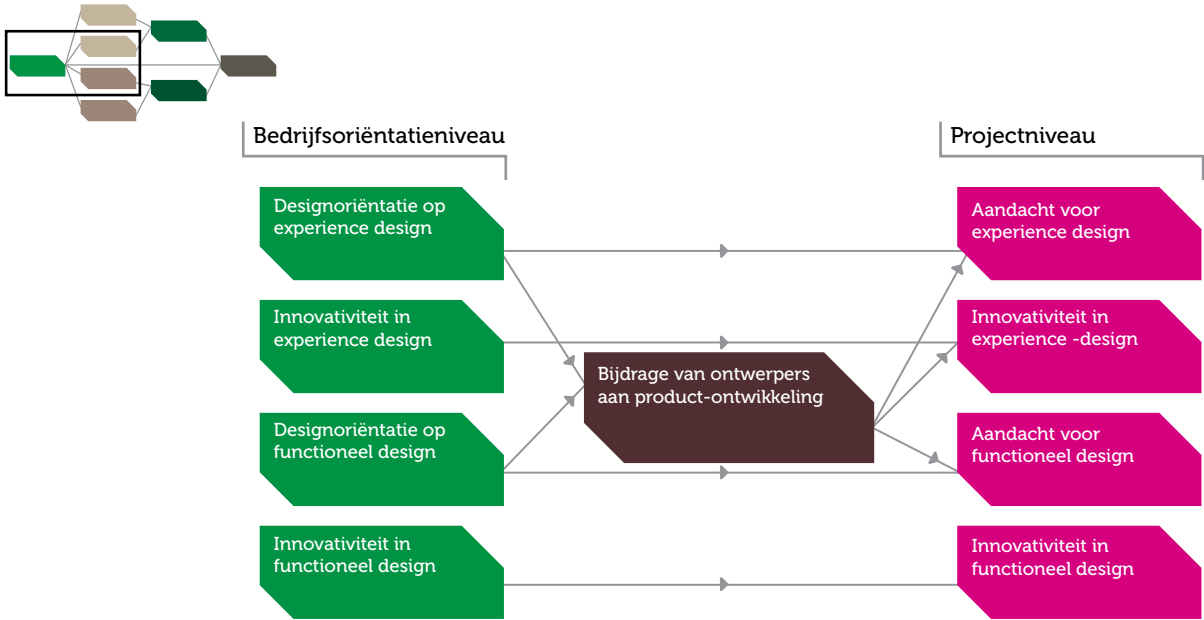 Bedrijfsoriëntatieniveau
Projectniveau
Designoriëntatie op
experience design
Aandacht voor
experience design
Innovativiteit in
experience design
Innovativiteit in
experience -design
Bijdrage van ontwerpers
aan product-ontwikkeling
Designoriëntatie op
functioneel design
Aandacht voor
functioneel design
Innovativiteit in
functioneel design
Innovativiteit in
functioneel design